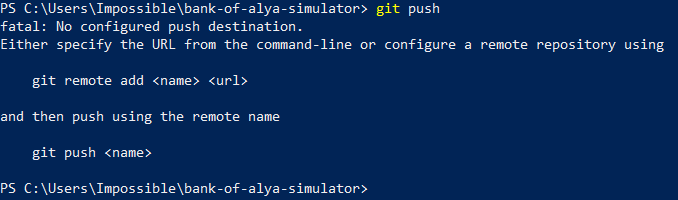 PS C:\Users\Impossible\bank-of-alya-simulator> git push
fatal: No configured push destination.
Either specify the URL from the command-line or configure a remote repository using
git remote add <name> <url>
and then push using the remote name
git push <name>
PS C:\Users\Impossible\bank-of-alya-simulator>